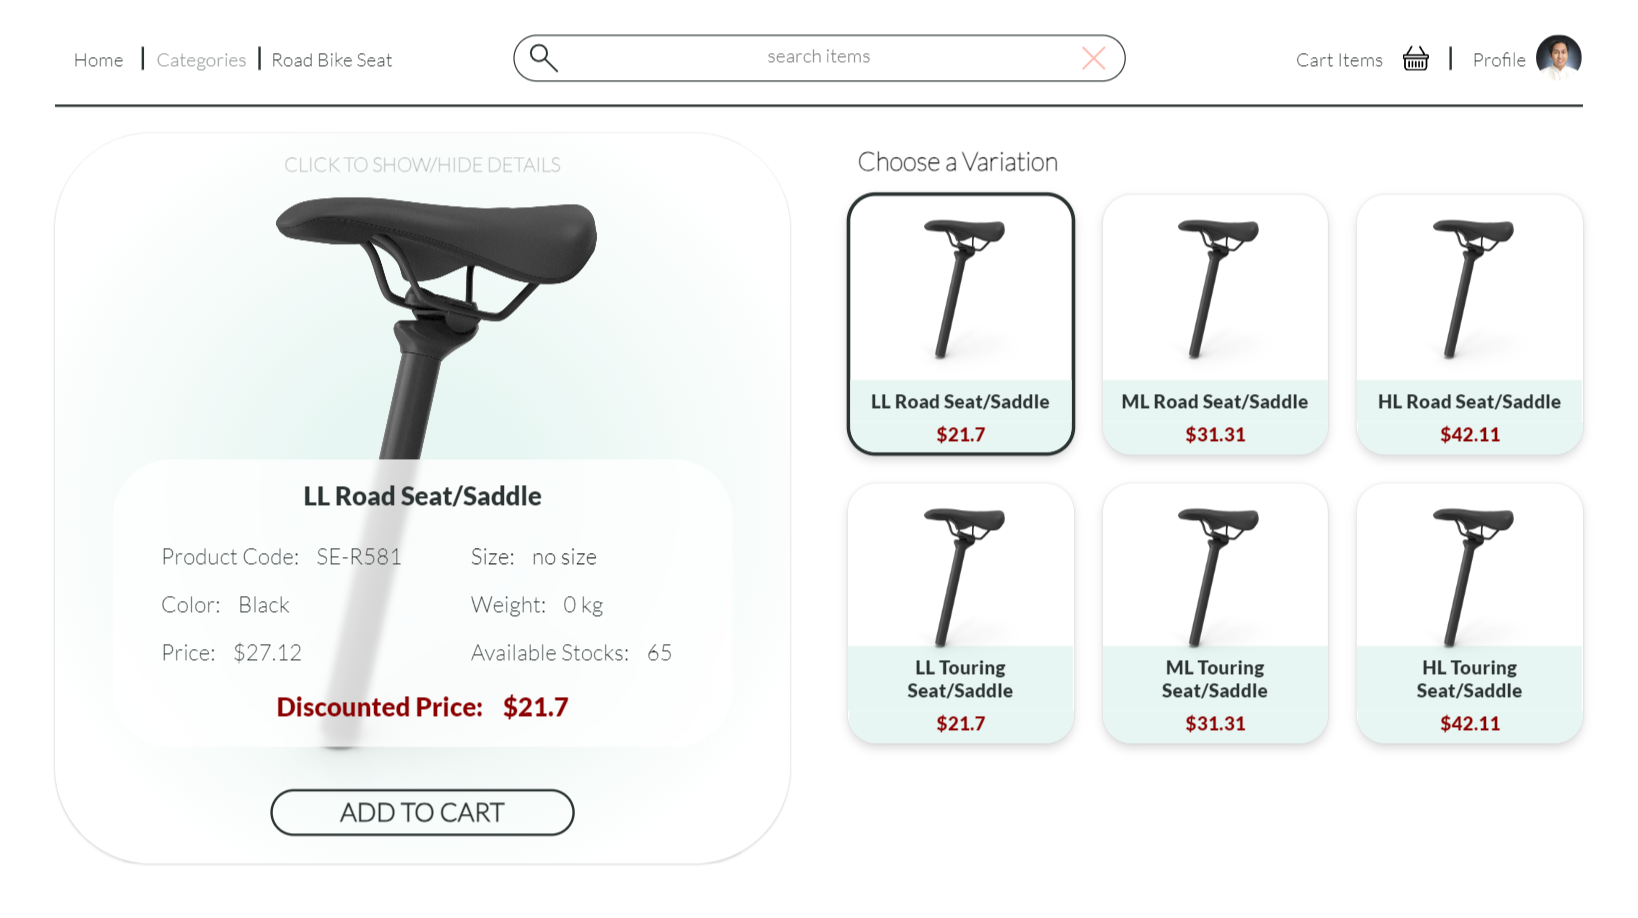 Home | Categories | Road Bike Seat
search items
Cart Items | Profile
CLICK TO SHOW/HIDE DETAILS
LL Road Seat/Saddle
Product Code: SE-R581 Size: no size
Color: Black Weight: 0 kg
Price: $27.12 Available Stocks: 65
Discounted Price: $21.7
ADD TO CART
Choose a Variation
LL Road Seat/Saddle
$21.7
ML Road Seat/Saddle
$31.31
HL Road Seat/Saddle
$42.11
LL Touring
Seat/Saddle
$21.7
ML Touring
Seat/Saddle
$31.31
HL Touring
Seat/Saddle
$42.11